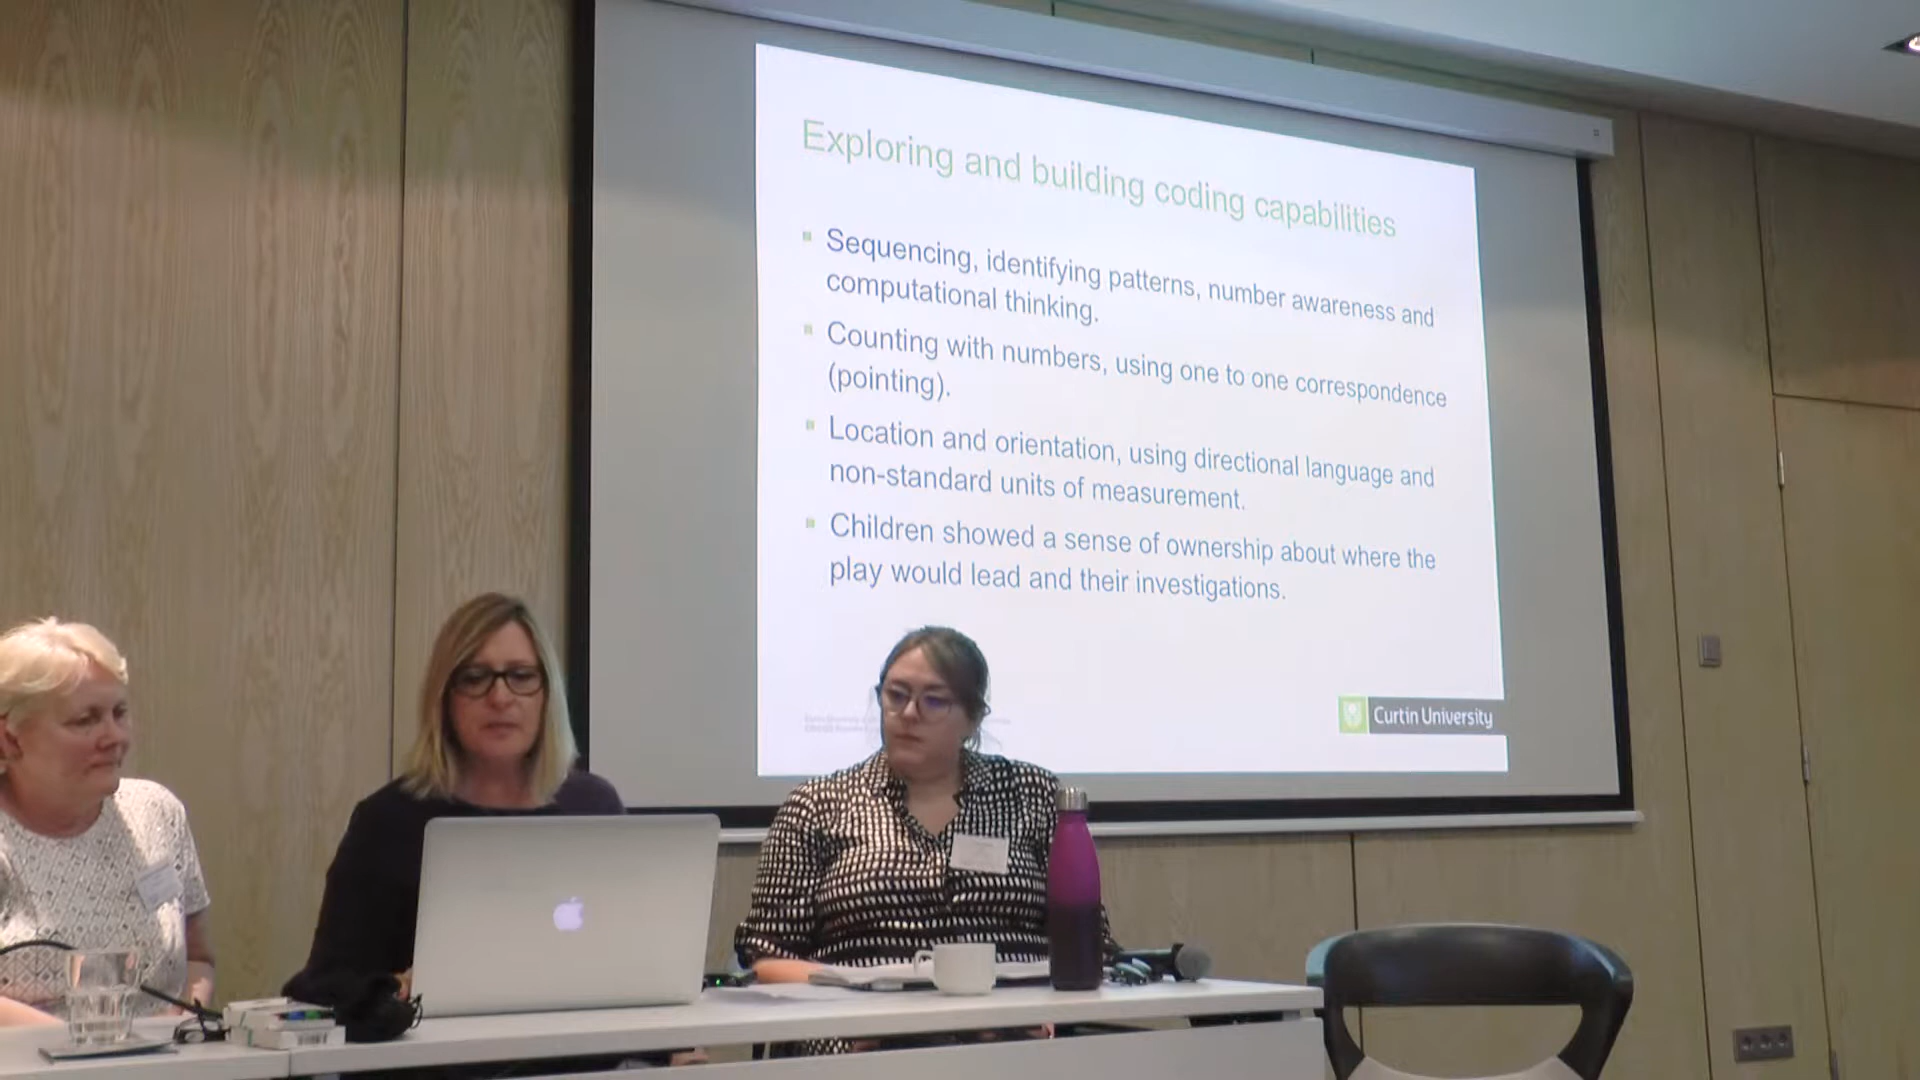 Exploring and building coding capabilities
Sequencing, identifying patterns, number awareness and
computational thinking.
Counting with numbers, using one to one correspondence
(pointing).
Location and orientation, using directional language and
non-standard units of measurement.
Children showed a sense of ownership about where the
play would lead and their investigations.
Curtin University